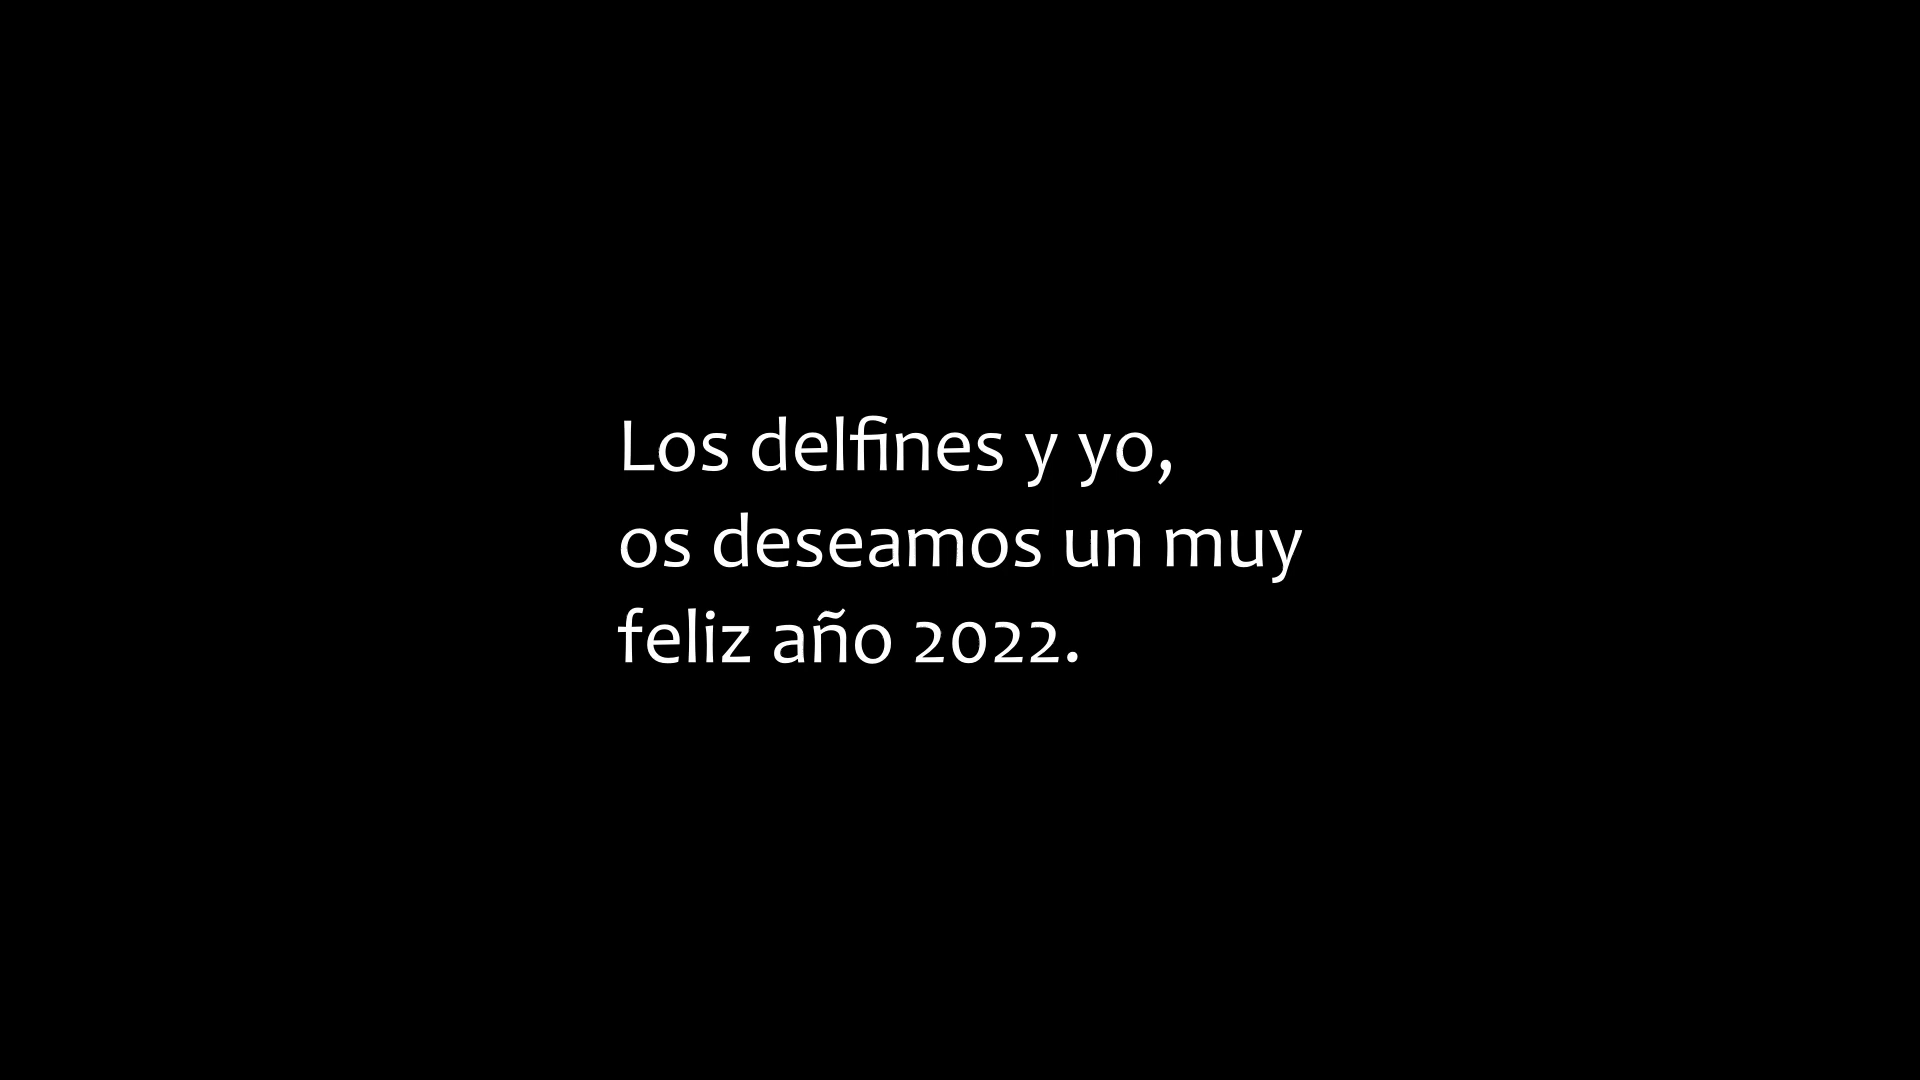 Los delfines y yo,
os deseamos un muy
feliz año 2022.